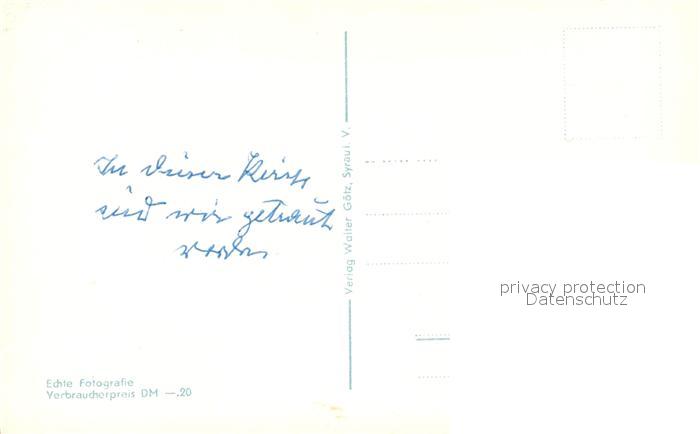 In dieser Kirche
sind wir getraut
worden
Verlag Walter Götz, Syrau i. V.
privacy protection
Datenschutz
Echte Fotografie
Verbraucherpreis DM —.20